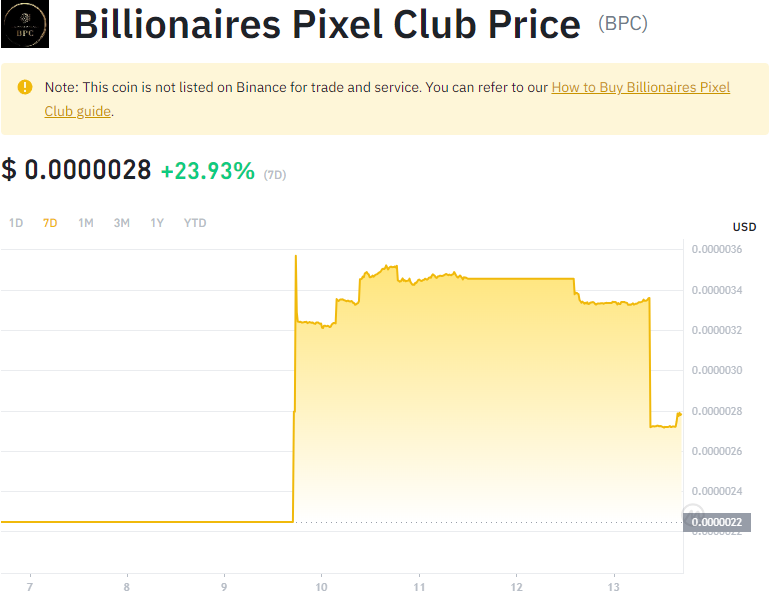 BPC
Billionaires Pixel Club Price (BPC)
Note: This coin is not listed on Binance for trade and service. You can refer to our How to Buy Billionaires Pixel
Club guide.
$ 0.0000028 +23.93% (7D)
1D 7D 1M 3M 1Y YTD
USD
0.0000036
0.0000034
0.0000032
0.0000030
0.0000028
0.0000026
0.0000024
0.0000022
0.0000022
7 8 9 10 11 12 13